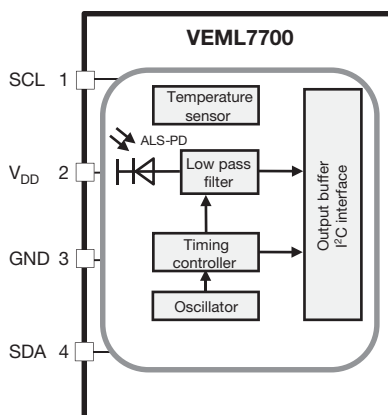 VEML7700
SCL 1
Temperature
sensor
ALS-PD
V_DD 2
Low pass
filter
Output buffer
I²C interface
GND 3
Timing
controller
Oscillator
SDA 4